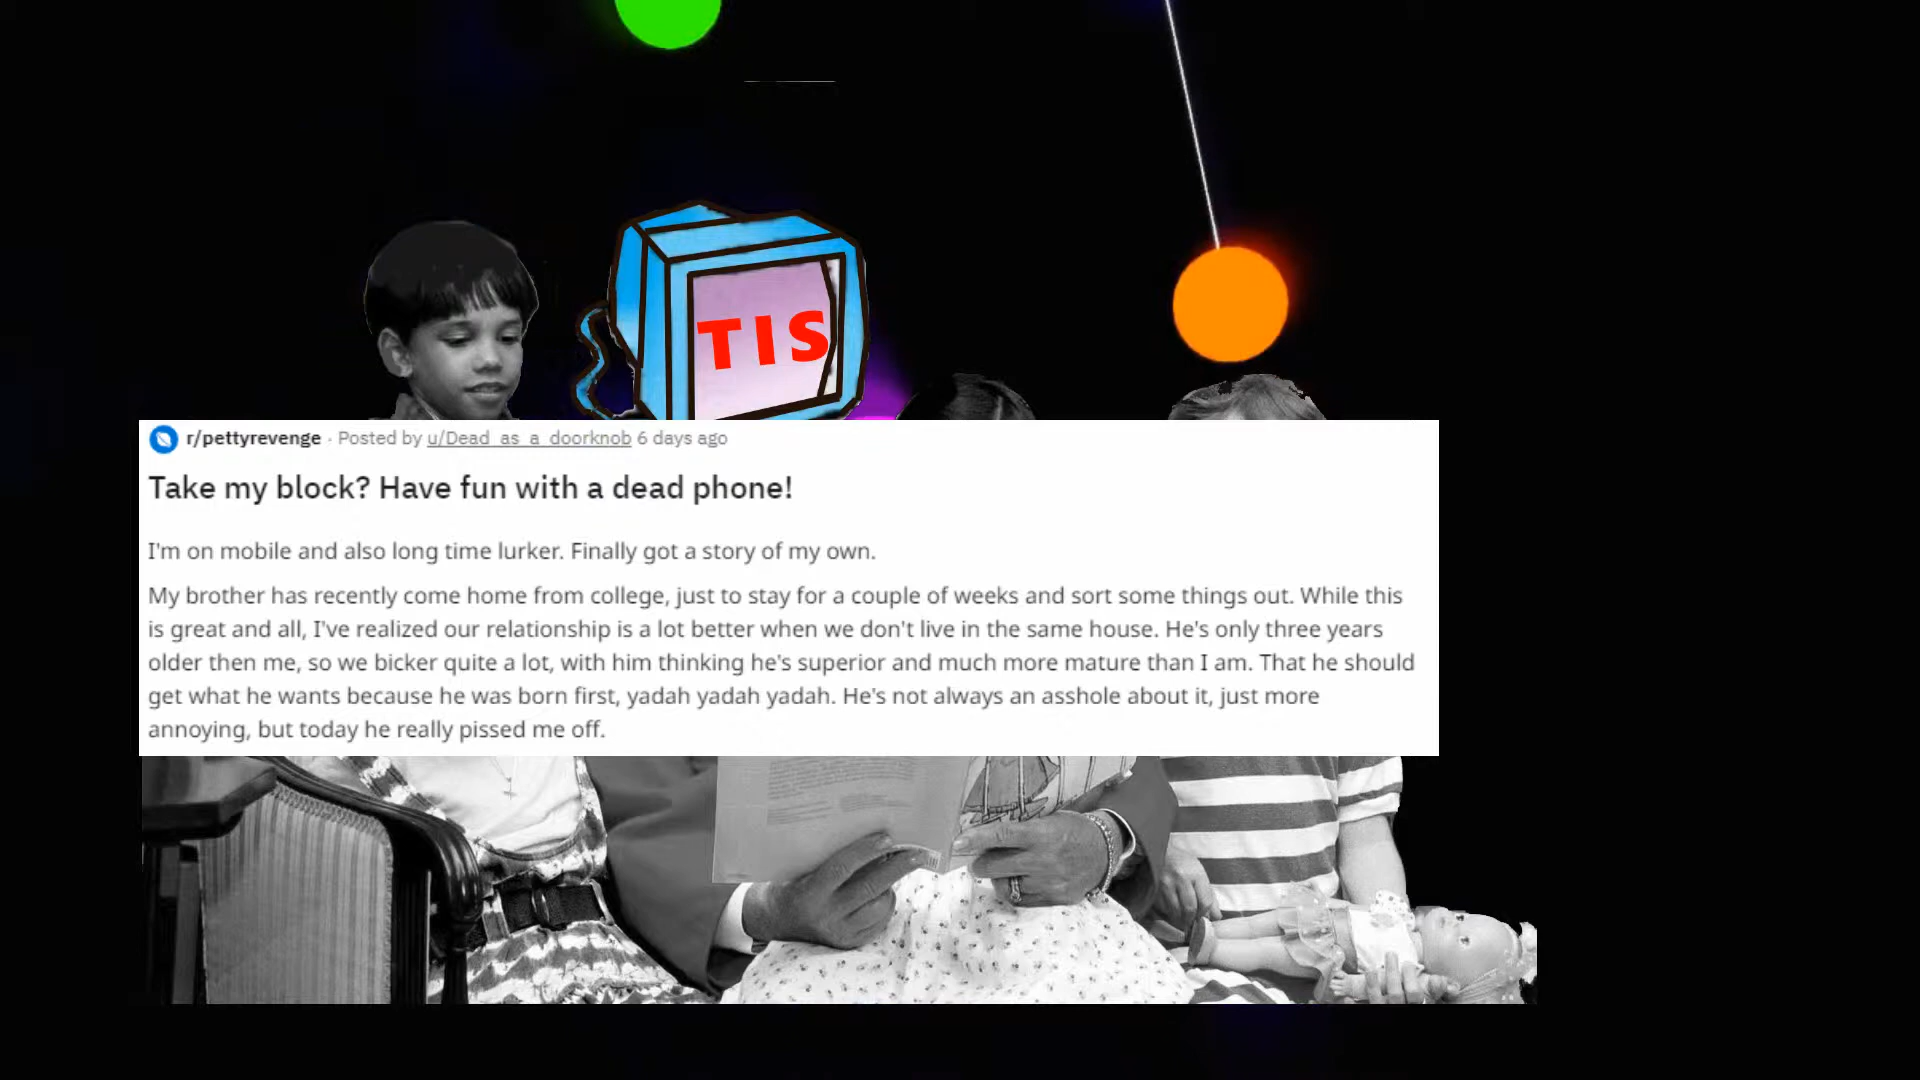 TIS
r/pettyrevenge · Posted by u/Dead_as_a_doorknob 6 days ago
Take my block? Have fun with a dead phone!
I'm on mobile and also long time lurker. Finally got a story of my own.
My brother has recently come home from college, just to stay for a couple of weeks and sort some things out. While this
is great and all, I've realized our relationship is a lot better when we don't live in the same house. He's only three years
older then me, so we bicker quite a lot, with him thinking he's superior and much more mature than I am. That he should
get what he wants because he was born first, yadah yadah yadah. He's not always an asshole about it, just more
annoying, but today he really pissed me off.